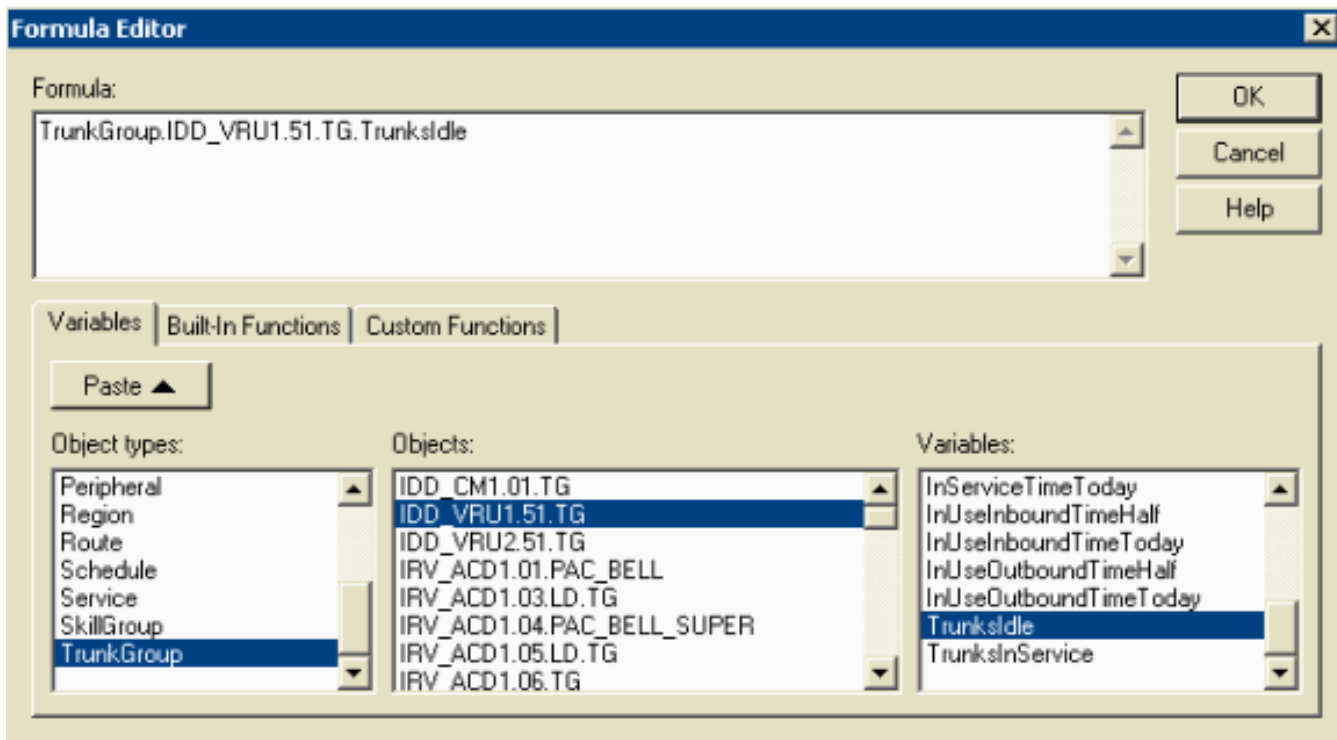 Formula Editor
Formula:
TrunkGroup.IDD_VRU1.51.TG.TrunksIdle
OK
Cancel
Help
Variables
Built-In Functions
Custom Functions
Paste
Object types:
Peripheral
Region
Route
Schedule
Service
SkillGroup
TrunkGroup
Objects:
IDD_CM1.01.TG
IDD_VRU1.51.TG
IDD_VRU2.51.TG
IRV_ACD1.01.PAC_BELL
IRV_ACD1.03.LD.TG
IRV_ACD1.04.PAC_BELL_SUPER
IRV_ACD1.05.LD.TG
IRV_ACD1.06.TG
Variables:
InServiceTimeToday
InUseInboundTimeHalf
InUseInboundTimeToday
InUseOutboundTimeHalf
InUseOutboundTimeToday
TrunksIdle
TrunksInService